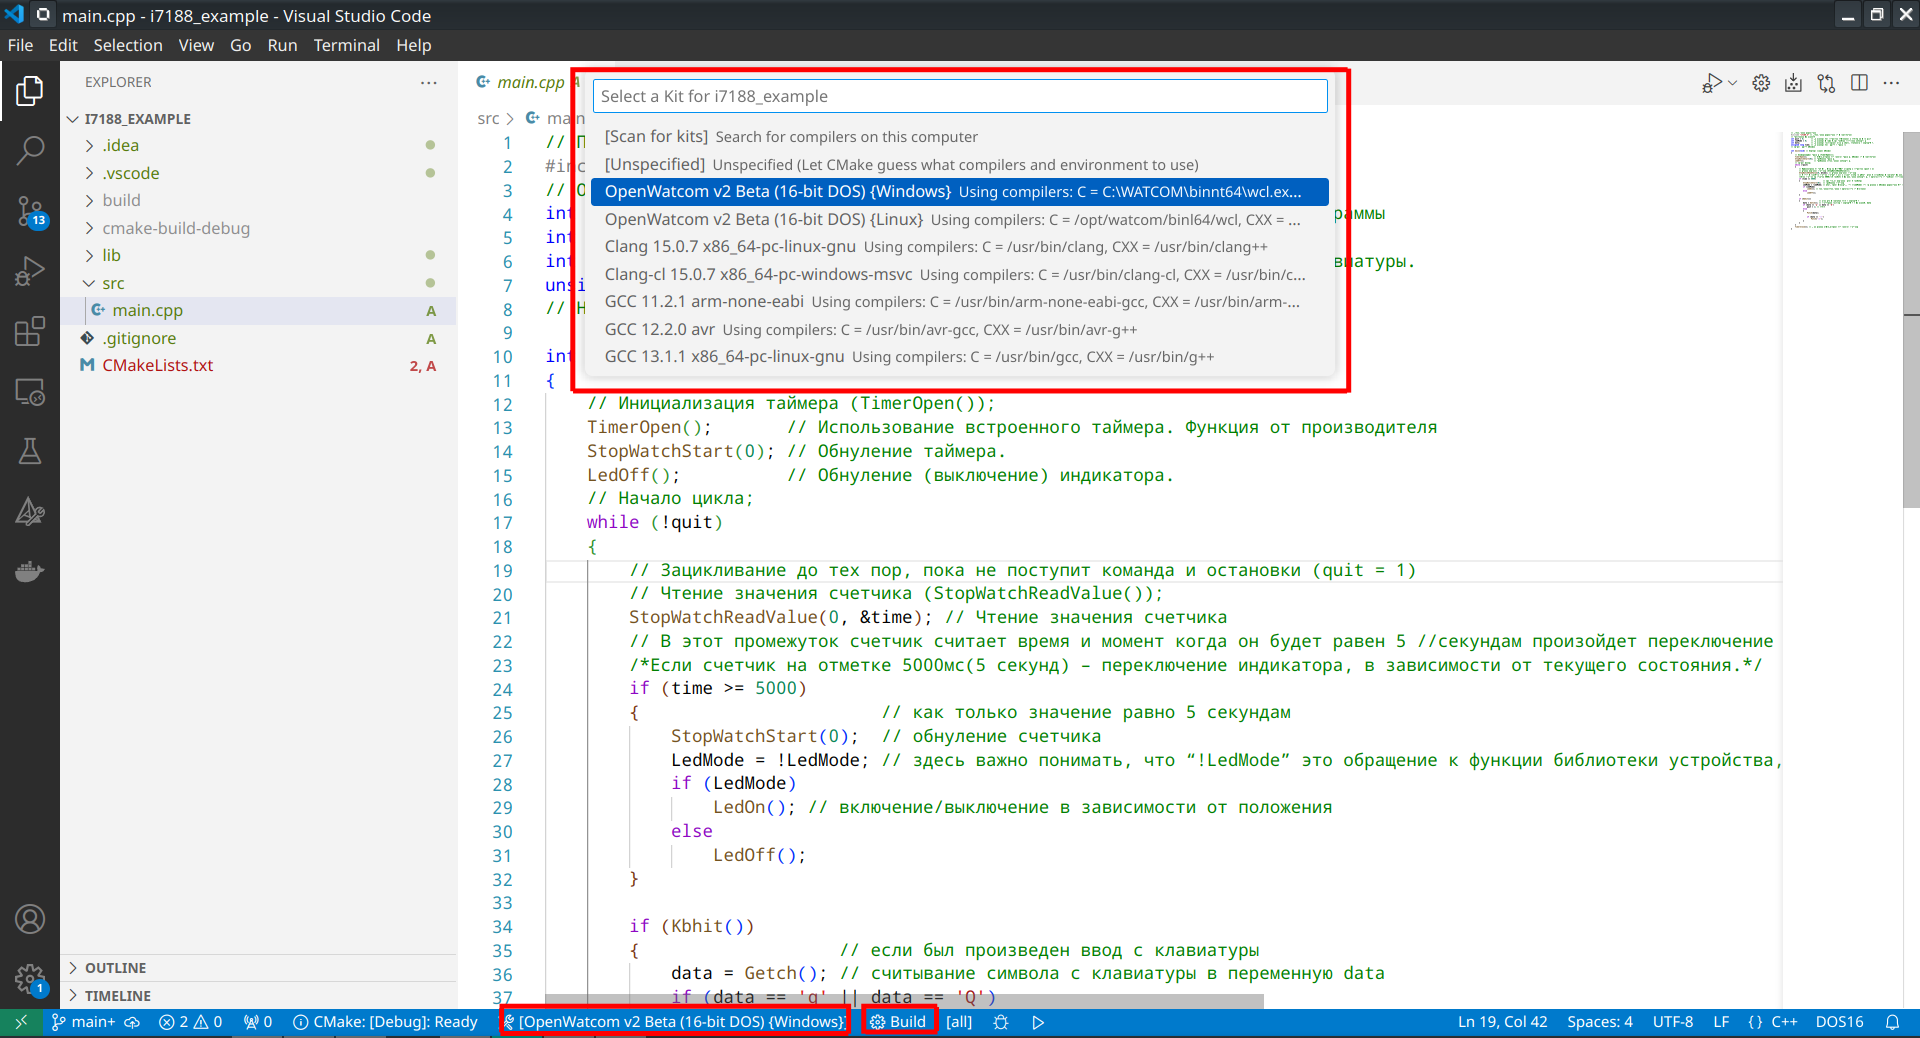 main.cpp - i7188_example - Visual Studio Code
File Edit Selection View Go Run Terminal Help
EXPLORER
I7188_EXAMPLE
.idea
.vscode
build
cmake-build-debug
lib
src
main.cpp A
.gitignore A
CMakeLists.txt 2, A
13
OUTLINE
TIMELINE
1
main.cpp
src
Select a Kit for i7188_example
[Scan for kits] Search for compilers on this computer
[Unspecified] Unspecified (Let CMake guess what compilers and environment to use)
OpenWatcom v2 Beta (16-bit DOS) {Windows} Using compilers: C = C:\WATCOM\binnt64\wcl.ex...
OpenWatcom v2 Beta (16-bit DOS) {Linux} Using compilers: C = /opt/watcom/binl64/wcl, CXX = ...
Clang 15.0.7 x86_64-pc-linux-gnu Using compilers: C = /usr/bin/clang, CXX = /usr/bin/clang++
Clang-cl 15.0.7 x86_64-pc-windows-msvc Using compilers: C = /usr/bin/clang-cl, CXX = /usr/bin/c...
GCC 11.2.1 arm-none-eabi Using compilers: C = /usr/bin/arm-none-eabi-gcc, CXX = /usr/bin/arm-...
GCC 12.2.0 avr Using compilers: C = /usr/bin/avr-gcc, CXX = /usr/bin/avr-g++
GCC 13.1.1 x86_64-pc-linux-gnu Using compilers: C = /usr/bin/gcc, CXX = /usr/bin/g++
1 //
2 #inc
3 //
4 int
5 int
6 int
7 unsi
8 //
9
10 int
11 {
12 // Инициализация таймера (TimerOpen());
13 TimerOpen(); // Использование встроенного таймера. Функция от производителя
14 StopWatchStart(0); // Обнуление таймера.
15 LedOff(); // Обнуление (выключение) индикатора.
16 // Начало цикла;
17 while (!quit)
18 {
19 // Зацикливание до тех пор, пока не поступит команда и остановки (quit = 1)
20 // Чтение значения счетчика (StopWatchReadValue());
21 StopWatchReadValue(0, &time); // Чтение значения счетчика
22 // В этот промежуток счетчик считает время и момент когда он будет равен 5 //секундам произойдет переключение
23 /*Если счетчик на отметке 5000мс(5 секунд) – переключение индикатора, в зависимости от текущего состояния.*/
24 if (time >= 5000)
25 { // как только значение равно 5 секундам
26 StopWatchStart(0); // обнуление счетчика
27 LedMode = !LedMode; // здесь важно понимать, что “!LedMode” это обращение к функции библиотеки устройства,
28 if (LedMode)
29 LedOn(); // включение/выключение в зависимости от положения
30 else
31 LedOff();
32 }
33
34 if (Kbhit())
35 { // если был произведен ввод с клавиатуры
36 data = Getch(); // считывание символа с клавиатуры в переменную data
37 if (data == 'q' || data == 'Q')
main+ 2 0 0 CMake: [Debug]: Ready [OpenWatcom v2 Beta (16-bit DOS) {Windows} Build [all] Ln 19, Col 42 Spaces: 4 UTF-8 LF {} C++ DOS16